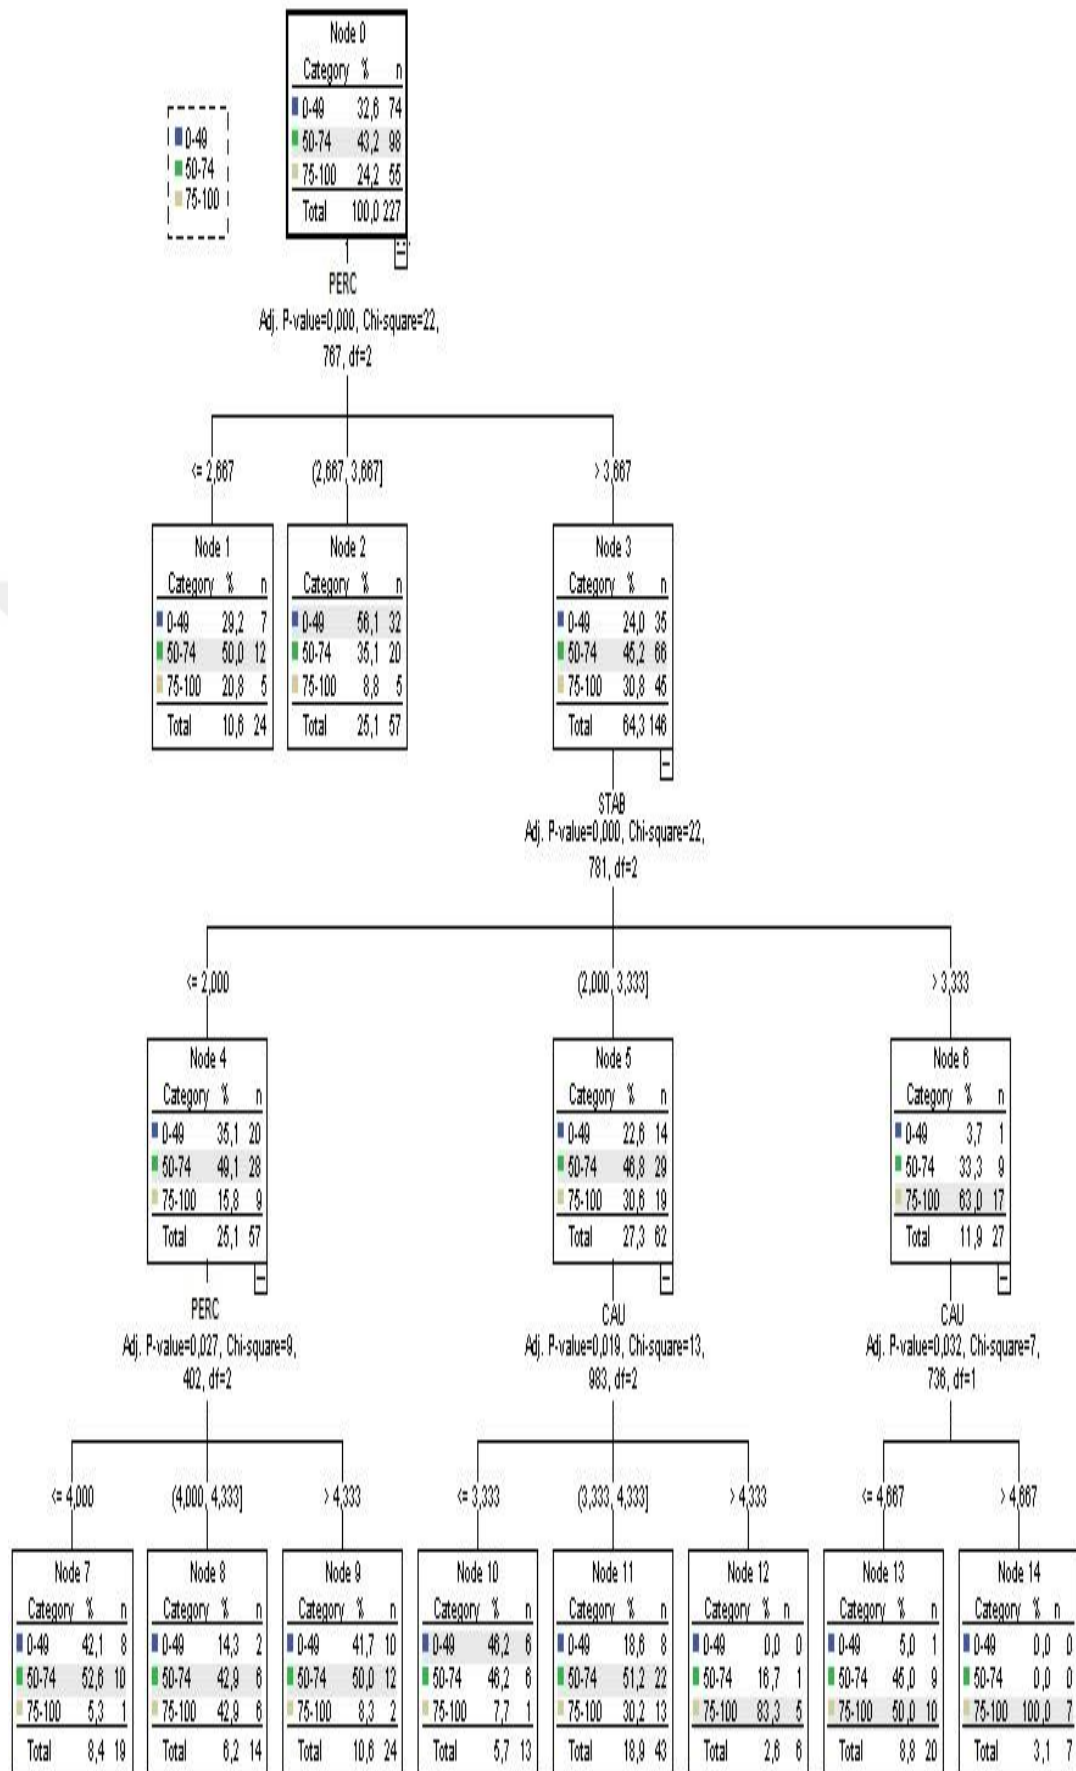 Node 0
Category % n
0-49 32,6 74
50-74 43,2 98
75-100 24,2 55
Total 100,0 227
0-49
50-74
75-100
PERC
Adj. P-value=0,000, Chi-square=22,
767, df=2
<= 2,667
(2,667, 3,667]
> 3,667
Node 1
Category % n
0-49 29,2 7
50-74 50,0 12
75-100 20,8 5
Total 10,6 24
Node 2
Category % n
0-49 56,1 32
50-74 35,1 20
75-100 8,8 5
Total 25,1 57
Node 3
Category % n
0-49 24,0 35
50-74 45,2 66
75-100 30,8 45
Total 64,3 146
STAB
Adj. P-value=0,000, Chi-square=22,
781, df=2
<= 2,000
(2,000, 3,333]
> 3,333
Node 4
Category % n
0-49 35,1 20
50-74 49,1 28
75-100 15,8 9
Total 25,1 57
Node 5
Category % n
0-49 22,6 14
50-74 46,8 29
75-100 30,6 19
Total 27,3 62
Node 6
Category % n
0-49 3,7 1
50-74 33,3 9
75-100 63,0 17
Total 11,9 27
PERC
Adj. P-value=0,027, Chi-square=9,
402, df=2
CAU
Adj. P-value=0,019, Chi-square=13,
983, df=2
CAU
Adj. P-value=0,032, Chi-square=7,
736, df=1
<= 4,000
(4,000, 4,333]
> 4,333
<= 3,333
(3,333, 4,333]
> 4,333
<= 4,667
> 4,667
Node 7
Category % n
0-49 42,1 8
50-74 52,6 10
75-100 5,3 1
Total 8,4 19
Node 8
Category % n
0-49 14,3 2
50-74 42,9 6
75-100 42,9 6
Total 6,2 14
Node 9
Category % n
0-49 41,7 10
50-74 50,0 12
75-100 8,3 2
Total 10,6 24
Node 10
Category % n
0-49 46,2 6
50-74 46,2 6
75-100 7,7 1
Total 5,7 13
Node 11
Category % n
0-49 18,6 8
50-74 51,2 22
75-100 30,2 13
Total 18,9 43
Node 12
Category % n
0-49 0,0 0
50-74 16,7 1
75-100 83,3 5
Total 2,6 6
Node 13
Category % n
0-49 5,0 1
50-74 45,0 9
75-100 50,0 10
Total 8,8 20
Node 14
Category % n
0-49 0,0 0
50-74 0,0 0
75-100 100,0 7
Total 3,1 7